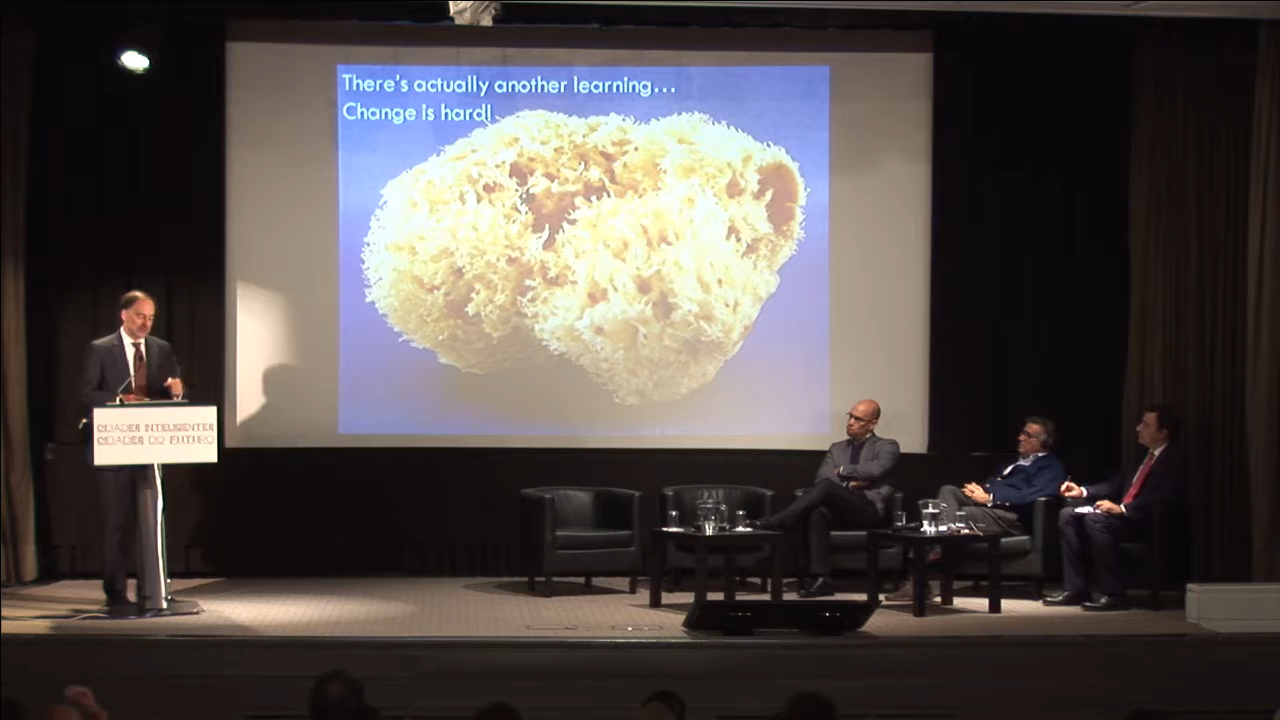 There's actually another learning...
Change is hard!
CIDADES INTELIGENTES
CIDADES DO FUTURO